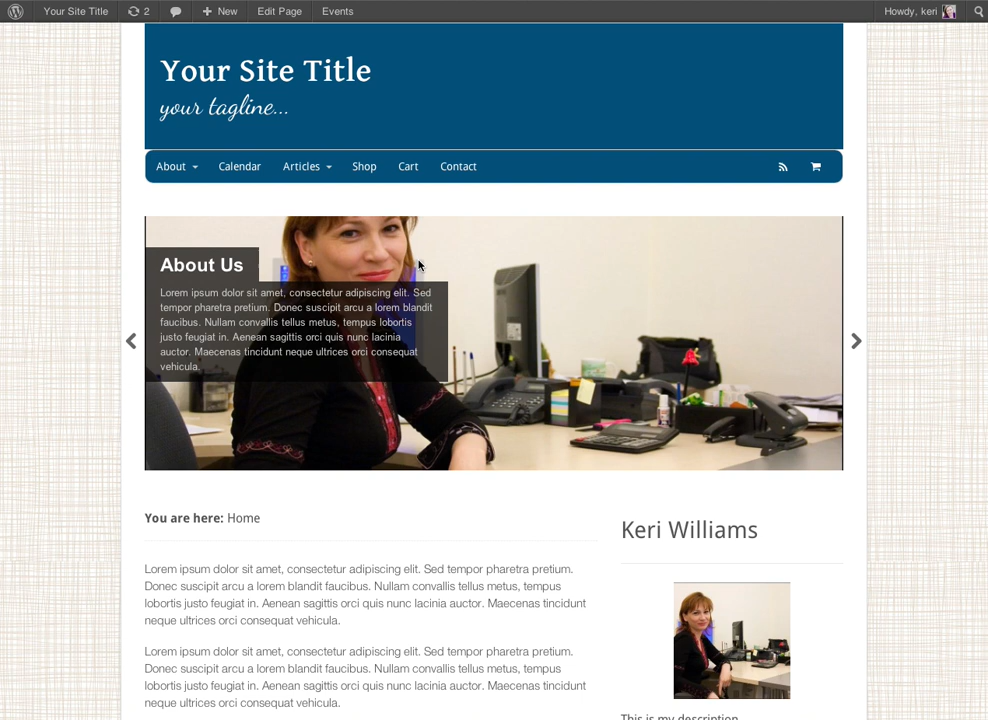 Your Site Title 2 New Edit Page Events Howdy, keri
Your Site Title
your tagline...
About Calendar Articles Shop Cart Contact
About Us
Lorem ipsum dolor sit amet, consectetur adipiscing elit. Sed
tempor pharetra pretium. Donec suscipit arcu a lorem blandit
faucibus. Nullam convallis tellus metus, tempus lobortis
justo feugiat in. Aenean sagittis orci quis nunc lacinia
auctor. Maecenas tincidunt neque ultrices orci consequat
vehicula.
You are here: Home
Lorem ipsum dolor sit amet, consectetur adipiscing elit. Sed tempor pharetra pretium.
Donec suscipit arcu a lorem blandit faucibus. Nullam convallis tellus metus, tempus
lobortis justo feugiat in. Aenean sagittis orci quis nunc lacinia auctor. Maecenas tincidunt
neque ultrices orci consequat vehicula.
Lorem ipsum dolor sit amet, consectetur adipiscing elit. Sed tempor pharetra pretium.
Donec suscipit arcu a lorem blandit faucibus. Nullam convallis tellus metus, tempus
lobortis justo feugiat in. Aenean sagittis orci quis nunc lacinia auctor. Maecenas tincidunt
neque ultrices orci consequat vehicula.
Keri Williams
This is my description